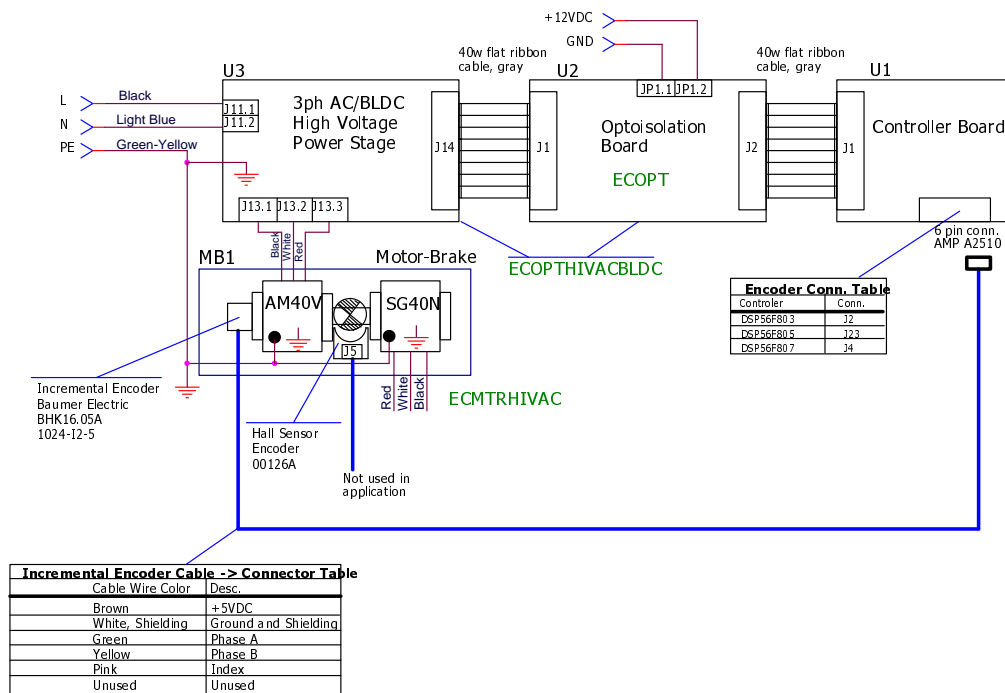 +12VDC
GND
40w flat ribbon
cable, gray
40w flat ribbon
cable, gray
U3
U2
U1
L
Black
N
Light Blue
PE
Green-Yellow
J11.1
J11.2
3ph AC/BLDC
High Voltage
Power Stage
J14
J1
JP1.1
JP1.2
Optoisolation
Board
ECOPT
J2
J1
Controller Board
J13.1
J13.2
J13.3
Black
White
Red
6 pin conn.
AMP A2510
MB1
Motor-Brake
ECOPTHIVACBLDC
AM40V
SG40N
J5
Encoder Conn. Table
Controler
Conn.
DSP56F803
J2
DSP56F805
J23
DSP56F807
J4
Incremental Encoder
Baumer Electric
BHK16.05A
1024-I2-5
Red
White
Black
ECMTRHIVAC
Hall Sensor
Encoder
00126A
Not used in
application
Incremental Encoder Cable -> Connector Table
Cable Wire Color
Desc.
Brown
+5VDC
White, Shielding
Ground and Shielding
Green
Phase A
Yellow
Phase B
Pink
Index
Unused
Unused